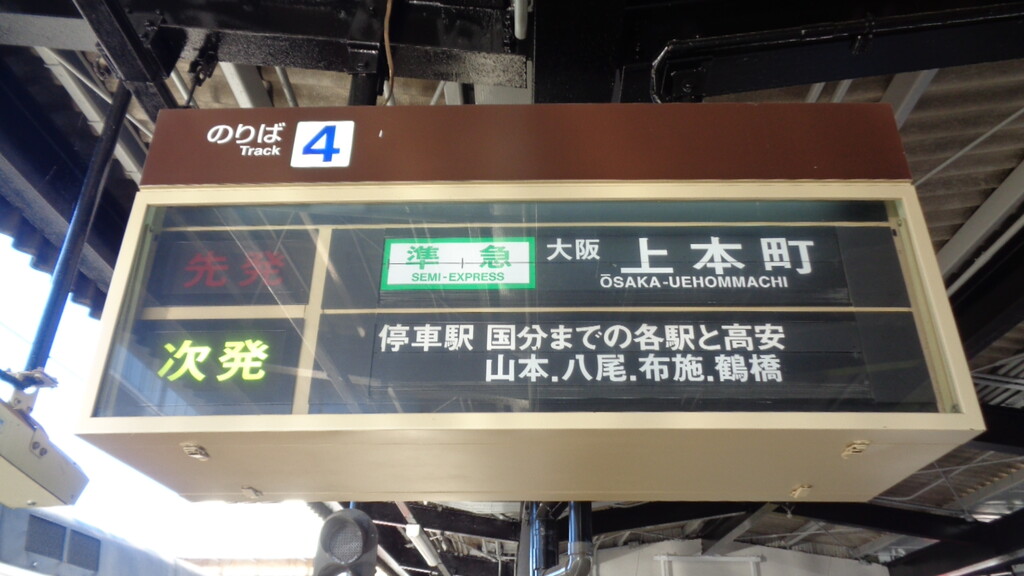 のりば 4
Track
先発
準急 大阪 上本町
SEMI-EXPRESS ŌSAKA-UEHOMMACHI
次発
停車駅 国分までの各駅と高安
山本.八尾.布施.鶴橋